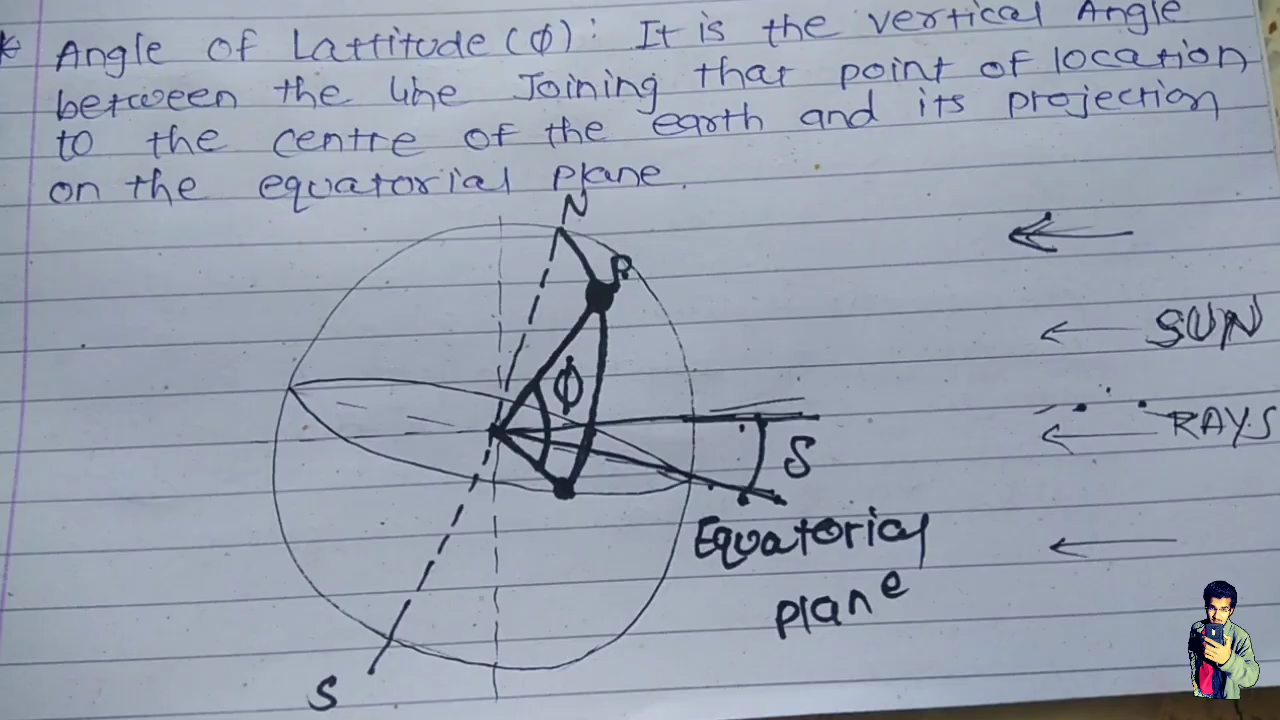 Angle of Lattitude (ϕ): It is the vertical Angle
between the line Joining that point of location
to the centre of the earth and its projection
on the equatorial plane.
N
P
SUN
ϕ
RAYS
δ
Equatorial
plane
S